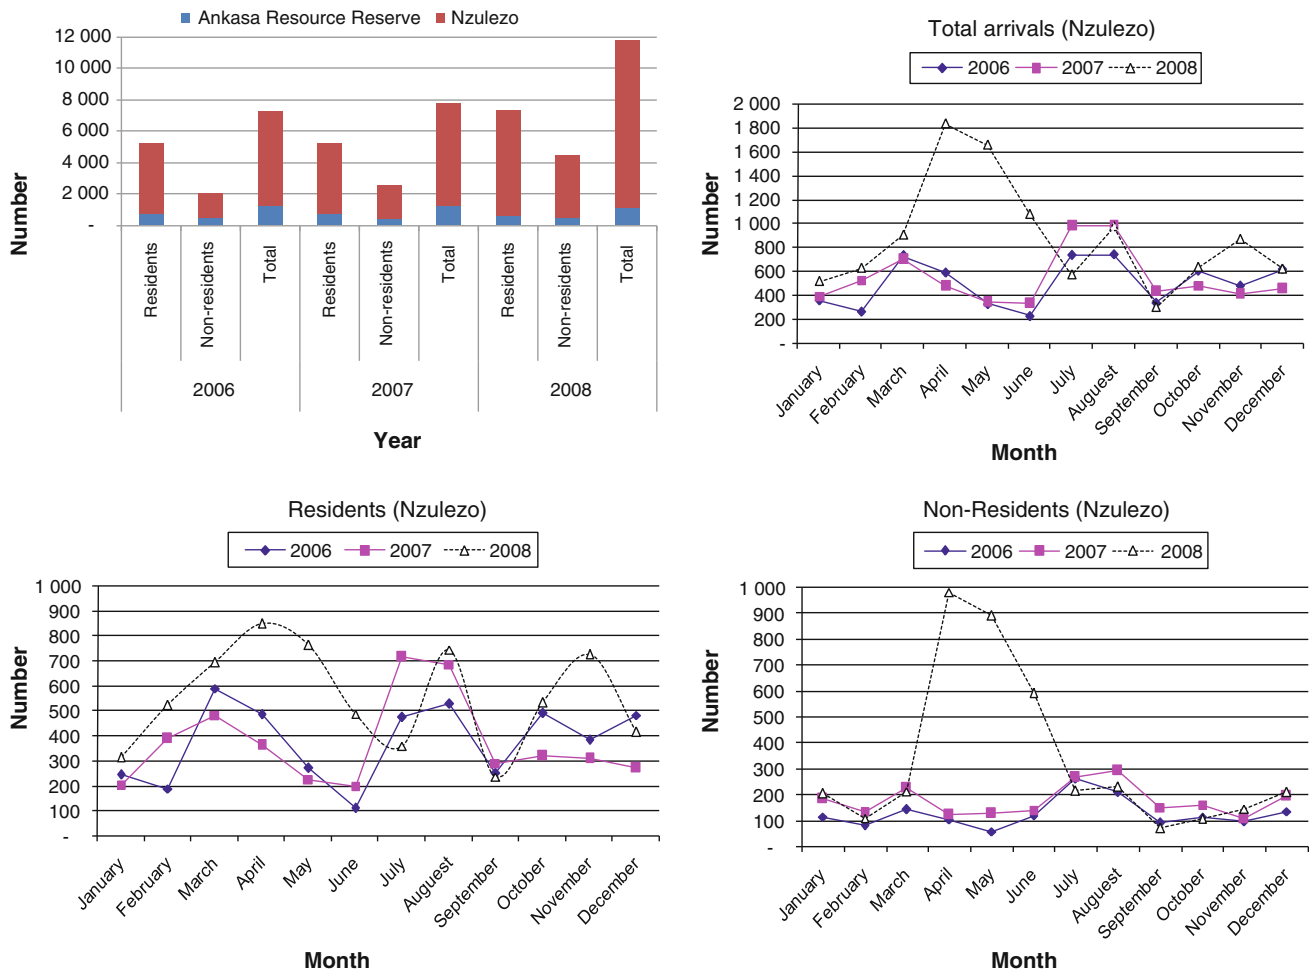 Ankasa Resource Reserve Nzulezo
12 000
10 000
8 000
6 000
4 000
2 000
-
Number
Residents
Non-residents
Total
Residents
Non-residents
Total
Residents
Non-residents
Total
2006 2007 2008
Year
Total arrivals (Nzulezo)
2006 2007 2008
2 000
1 800
1 600
1 400
1 200
1 000
800
600
400
200
-
Number
January
February
March
April
May
June
July
Auguest
September
October
November
December
Month
Residents (Nzulezo)
2006 2007 2008
1 000
900
800
700
600
500
400
300
200
100
-
Number
January
February
March
April
May
June
July
Auguest
September
October
November
December
Month
Non-Residents (Nzulezo)
2006 2007 2008
1 000
900
800
700
600
500
400
300
200
100
-
Number
January
February
March
April
May
June
July
Auguest
September
October
November
December
Month